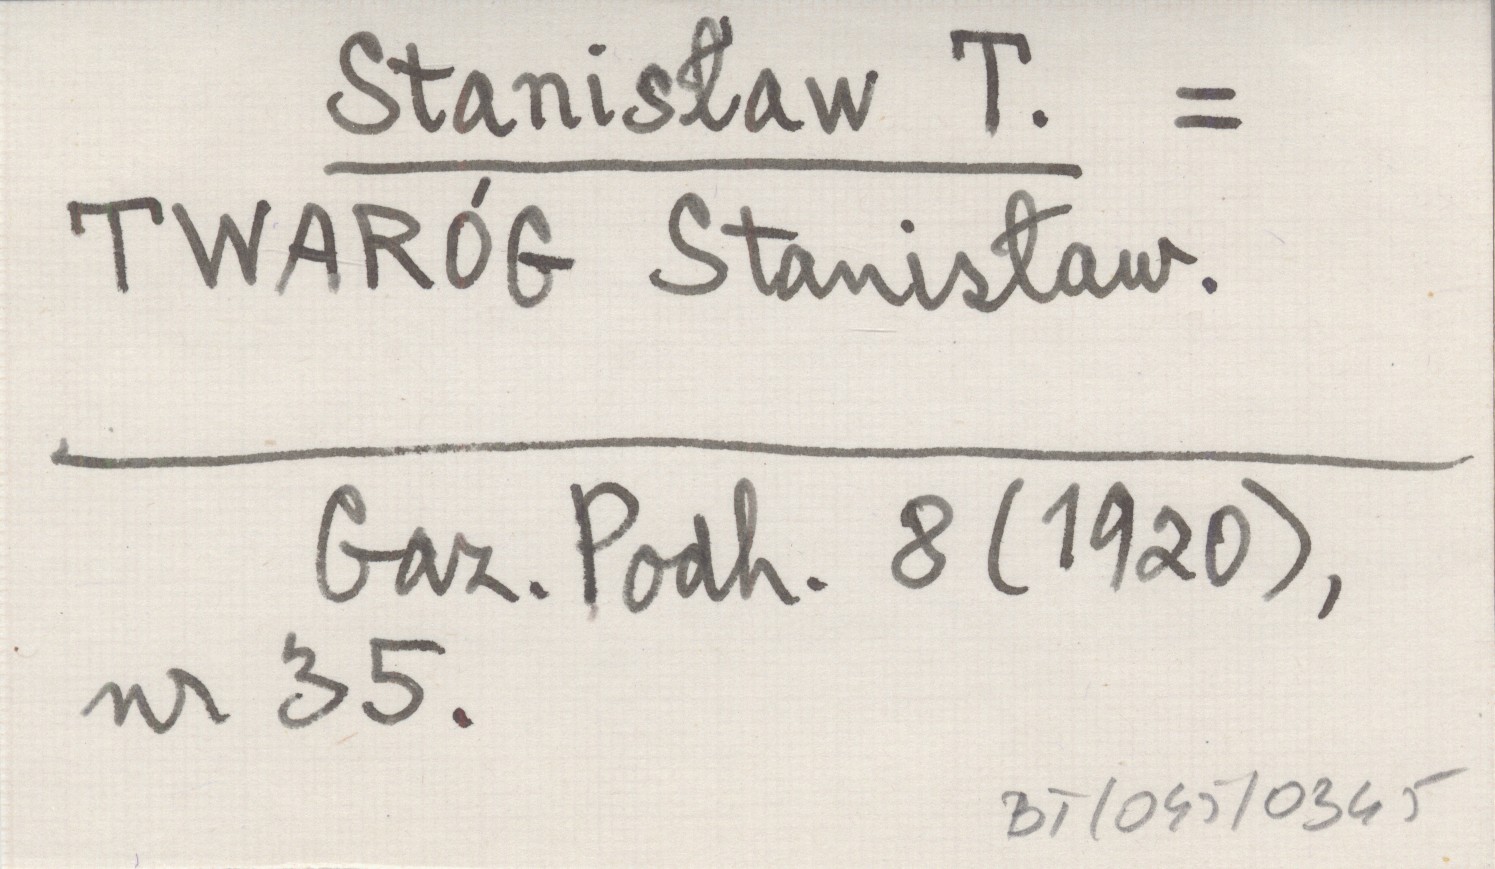 Stanisław T. =
TWARÓG Stanisław.
Gaz. Podh. 8 (1920),
nr 35.
BT/045/0345